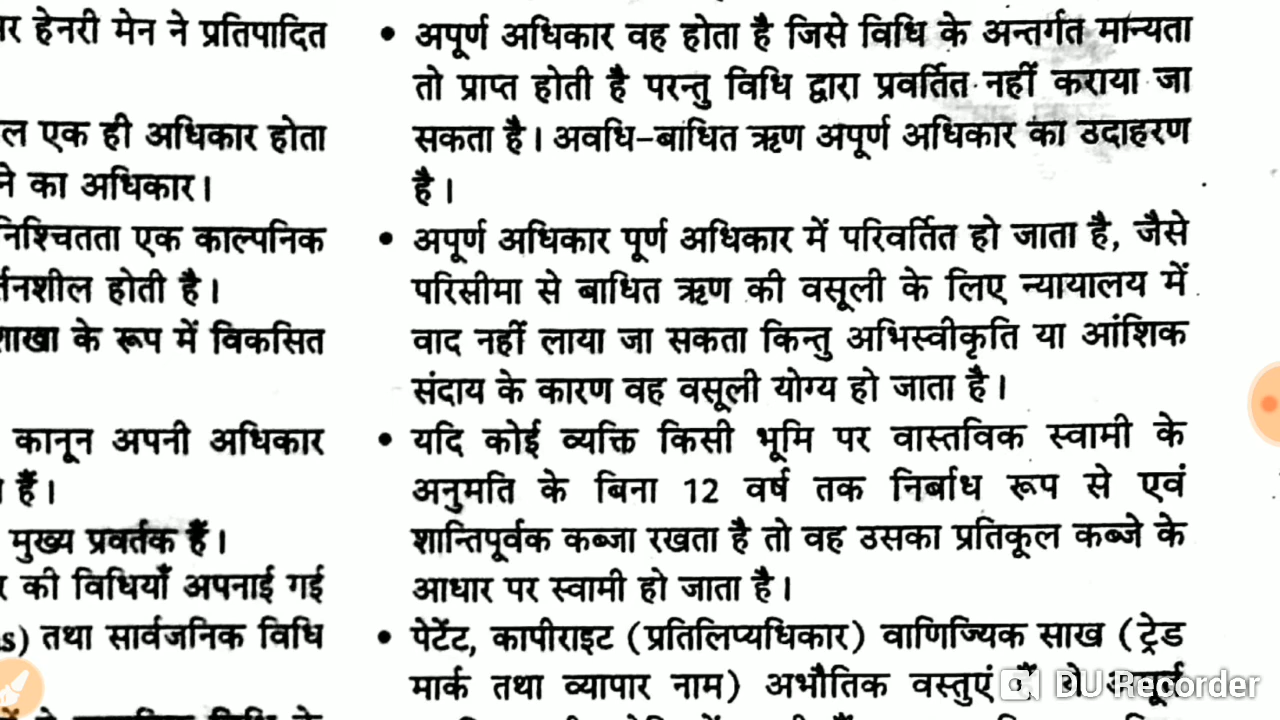 हेनरी मेन ने प्रतिपादित
एक ही अधिकार होता
का अधिकार।
एक काल्पनिक
होती है।
के रूप में विकसित
कानून अपनी अधिकार
हैं।
मुख्य प्रवर्तक हैं।
की विधियाँ अपनाई गई
तथा सार्वजनिक विधि
• अपूर्ण अधिकार वह होता है जिसे विधि के अन्तर्गत मान्यता
तो प्राप्त होती है परन्तु विधि द्वारा प्रवर्तित नहीं कराया जा
सकता है। अवधि–बाधित ऋण अपूर्ण अधिकार का उदाहरण
है।
• अपूर्ण अधिकार पूर्ण अधिकार में परिवर्तित हो जाता है, जैसे
परिसीमा से बाधित ऋण की वसूली के लिए न्यायालय में
वाद नहीं लाया जा सकता किन्तु अभिस्वीकृति या आंशिक
संदाय के कारण वह वसूली योग्य हो जाता है।
• यदि कोई व्यक्ति किसी भूमि पर वास्तविक स्वामी के
अनुमति के बिना 12 वर्ष तक निर्बाध रूप से एवं
शान्तिपूर्वक कब्जा रखता है तो वह उसका प्रतिकूल कब्जे के
आधार पर स्वामी हो जाता है।
• पेटेंट, कापीराइट (प्रतिलिप्यधिकार) वाणिज्यिक साख (ट्रेड
मार्क तथा व्यापार नाम) अभौतिक वस्तुएं
DU Recorder